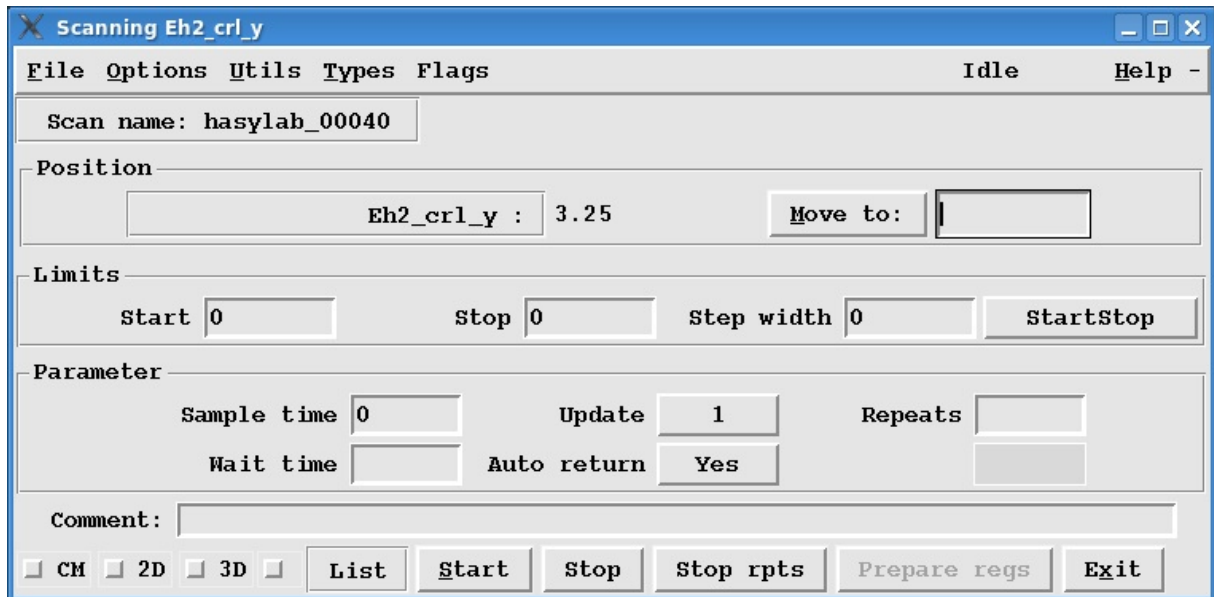 Scanning Eh2_crl_y
File Options Utils Types Flags Idle Help -
Scan name: hasylab_00040
Position
Eh2_crl_y : 3.25 Move to:
Limits
Start 0 Stop 0 Step width 0 StartStop
Parameter
Sample time 0 Update 1 Repeats
Wait time Auto return Yes
Comment:
CM 2D 3D List Start Stop Stop rpts Prepare regs Exit